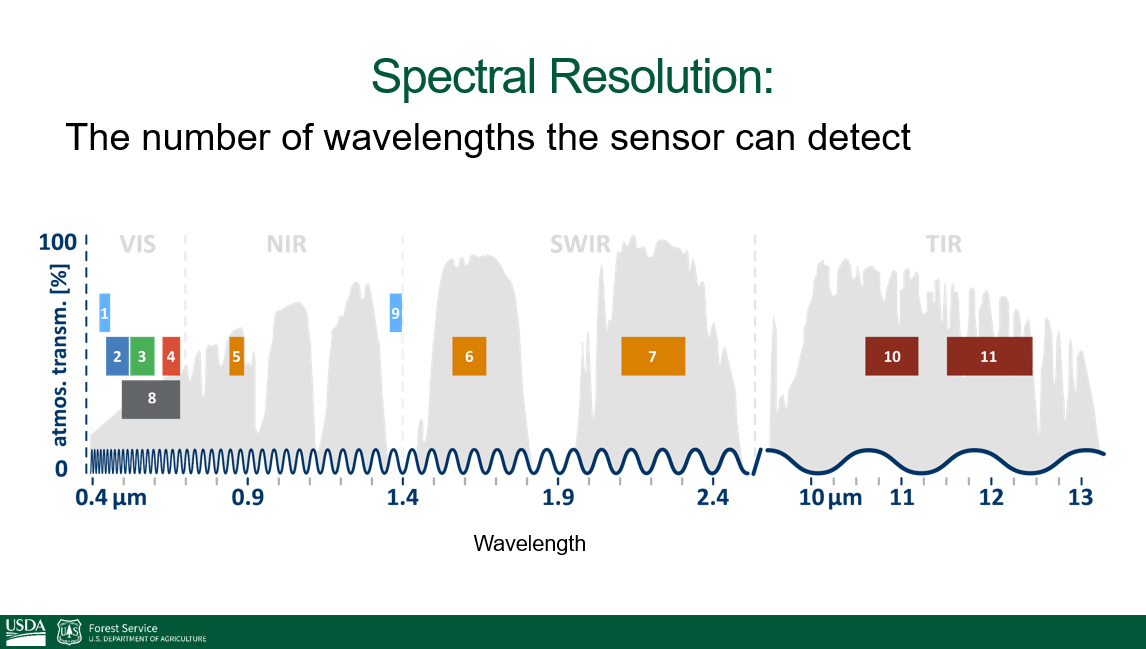 Spectral Resolution:
The number of wavelengths the sensor can detect
100
VIS
NIR
SWIR
TIR
atmos. transm. [%]
1
9
2
3
4
5
6
7
10
11
8
0
0.4 µm
0.9
1.4
1.9
2.4
10 µm
11
12
13
Wavelength
USDA
UAS
Forest Service
U.S. DEPARTMENT OF AGRICULTURE